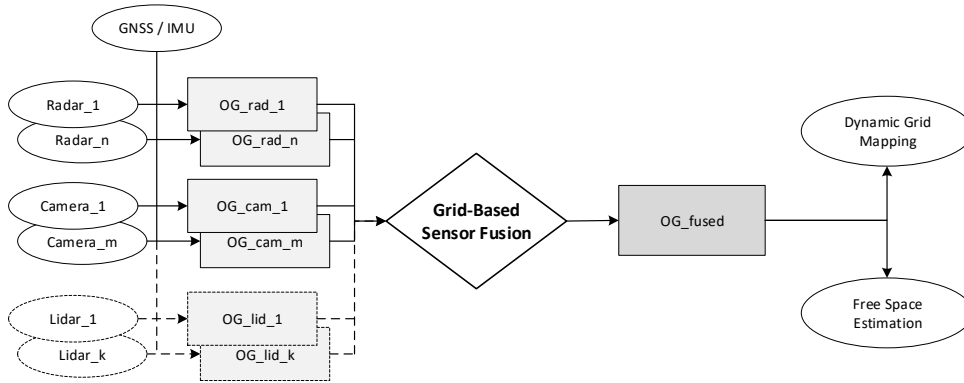 GNSS / IMU
Radar_1
Radar_n
OG_rad_1
OG_rad_n
Camera_1
Camera_m
OG_cam_1
OG_cam_m
Lidar_1
Lidar_k
OG_lid_1
OG_lid_k
Grid-Based
Sensor Fusion
OG_fused
Dynamic Grid
Mapping
Free Space
Estimation